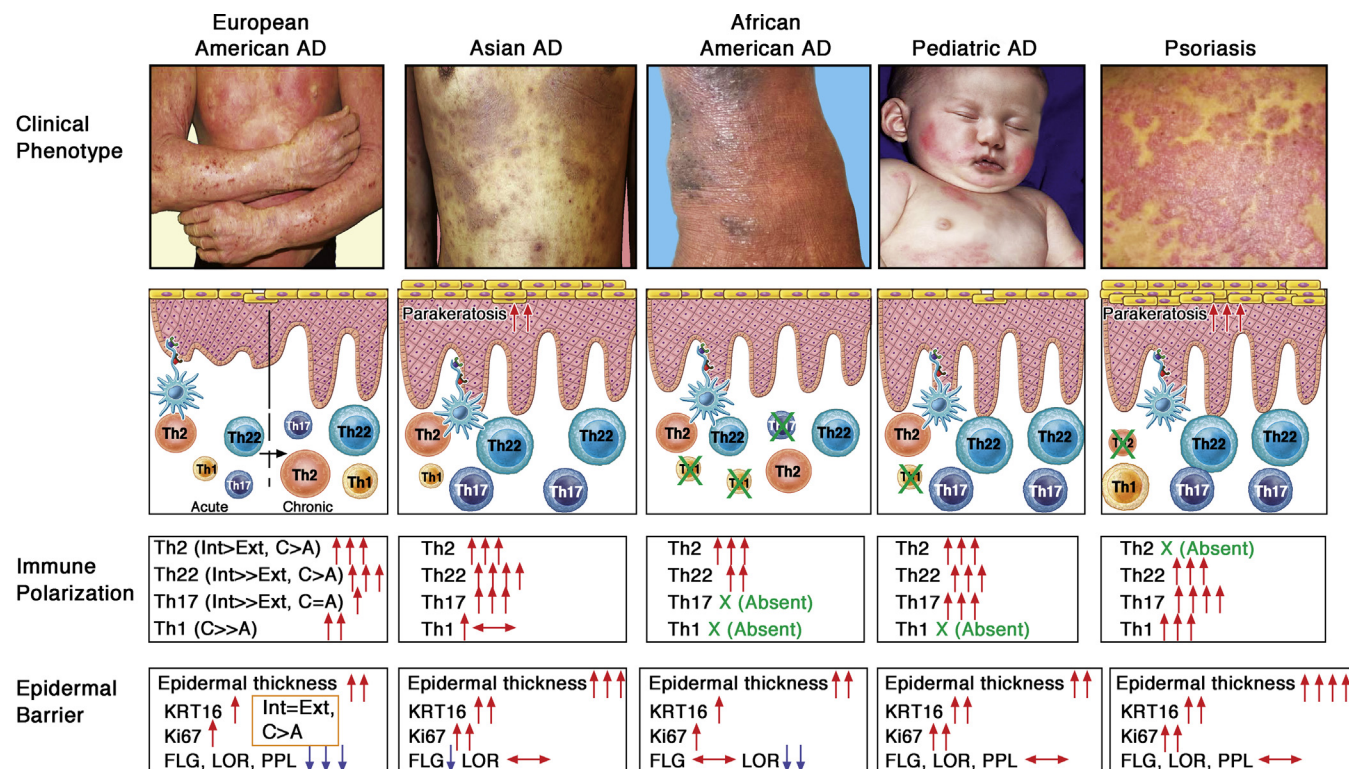 European
American AD
Asian AD
African
American AD
Pediatric AD
Psoriasis
Clinical
Phenotype
Parakeratosis
Parakeratosis
Th2
Th22
Th17
Th22
Th1
Th17
Th2
Th1
Acute
Chronic
Th2
Th22
Th1
Th17
Th17
Th2
Th22
Th17
Th22
Th1
Th1
Th2
Th2
Th22
Th22
Th1
Th17
Th17
Th2
Th22
Th22
Th1
Th17
Th17
Immune
Polarization
Th2 (Int>Ext, C>A)
Th22 (Int>>Ext, C>A)
Th17 (Int>>Ext, C=A)
Th1 (C>>A)
Th2
Th22
Th17
Th1
Th2
Th22
Th17 X (Absent)
Th1 X (Absent)
Th2
Th22
Th17
Th1 X (Absent)
Th2 X (Absent)
Th22
Th17
Th1
Epidermal
Barrier
Epidermal thickness
KRT16
Ki67
Int=Ext,
C>A
FLG, LOR, PPL
Epidermal thickness
KRT16
Ki67
FLG LOR
Epidermal thickness
KRT16
Ki67
FLG LOR
Epidermal thickness
KRT16
Ki67
FLG, LOR, PPL
Epidermal thickness
KRT16
Ki67
FLG, LOR, PPL